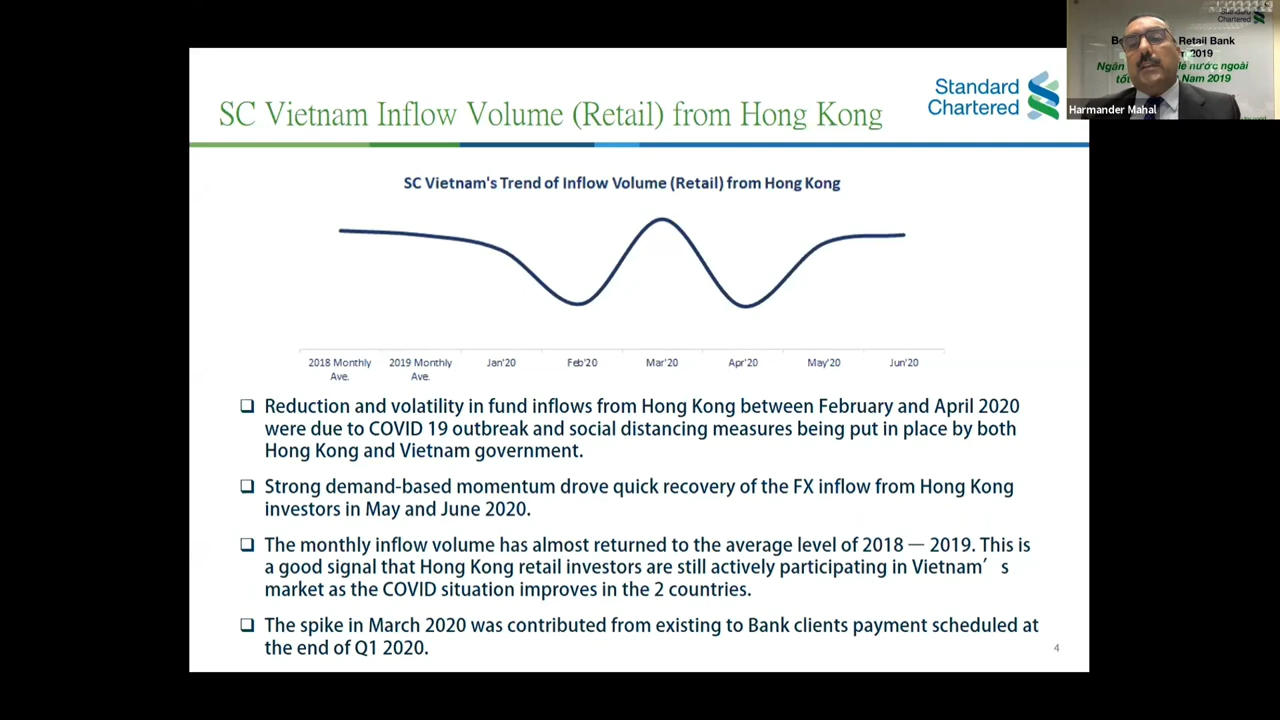 SC Vietnam Inflow Volume (Retail) from Hong Kong
Standard
Chartered
SC Vietnam's Trend of Inflow Volume (Retail) from Hong Kong
2018 Monthly Ave.
2019 Monthly Ave.
Jan'20
Feb'20
Mar'20
Apr'20
May'20
Jun'20
❑ Reduction and volatility in fund inflows from Hong Kong between February and April 2020
were due to COVID 19 outbreak and social distancing measures being put in place by both
Hong Kong and Vietnam government.
❑ Strong demand-based momentum drove quick recovery of the FX inflow from Hong Kong
investors in May and June 2020.
❑ The monthly inflow volume has almost returned to the average level of 2018 — 2019. This is
a good signal that Hong Kong retail investors are still actively participating in Vietnam′ s
market as the COVID situation improves in the 2 countries.
❑ The spike in March 2020 was contributed from existing to Bank clients payment scheduled at
the end of Q1 2020.
4
Standard
Chartered
Retail Bank
2019
Ngân lẻ nước ngoài
Nam 2019
Harmander Mahal